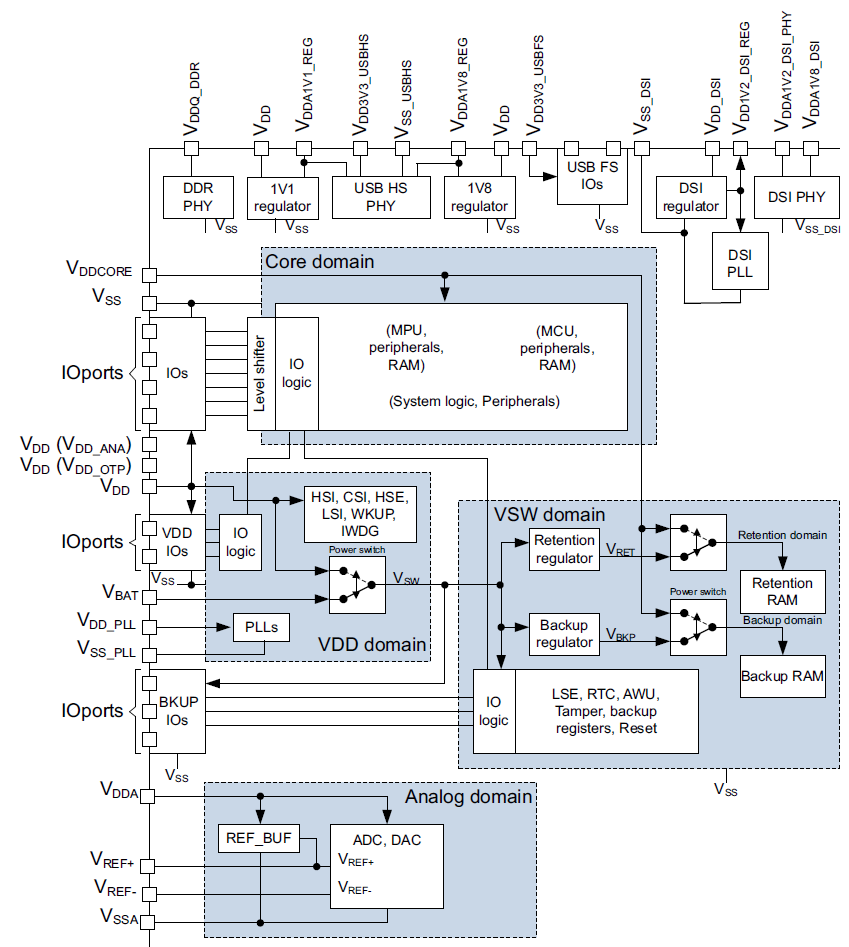 VDDQ_DDR
VDD
VDDA1V1_REG
VDD3V3_USBHS
VSS_USBHS
VDDA1V8_REG
VDD
VDD3V3_USBFS
VSS_DSI
VDD_DSI
VDD1V2_DSI_REG
VDDA1V2_DSI_PHY
VDDA1V8_DSI
DDR
PHY
VSS
1V1
regulator
VSS
USB HS
PHY
1V8
regulator
VSS
USB FS
IOs
VSS
DSI
regulator
DSI PHY
VSS_DSI
DSI
PLL
VDDCORE
VSS
Core domain
IOports
IOs
Level shifter
IO
logic
(MPU,
peripherals,
RAM)
(MCU,
peripherals,
RAM)
(System logic, Peripherals)
VDD (VDD_ANA)
VDD (VDD_OTP)
VDD
IOports
VDD
IOs
VSS
IO
logic
HSI, CSI, HSE,
LSI, WKUP,
IWDG
Power switch
VSW
VBAT
VDD_PLL
VSS_PLL
PLLs
VDD domain
VSW domain
Retention
regulator
VRET
Retention domain
Retention
RAM
Power switch
Backup
regulator
VBKP
Backup domain
Backup RAM
IOports
BKUP
IOs
VSS
IO
logic
LSE, RTC, AWU,
Tamper, backup
registers, Reset
VSS
VDDA
Analog domain
REF_BUF
ADC, DAC
VREF+
VREF-
VREF+
VREF-
VSSA